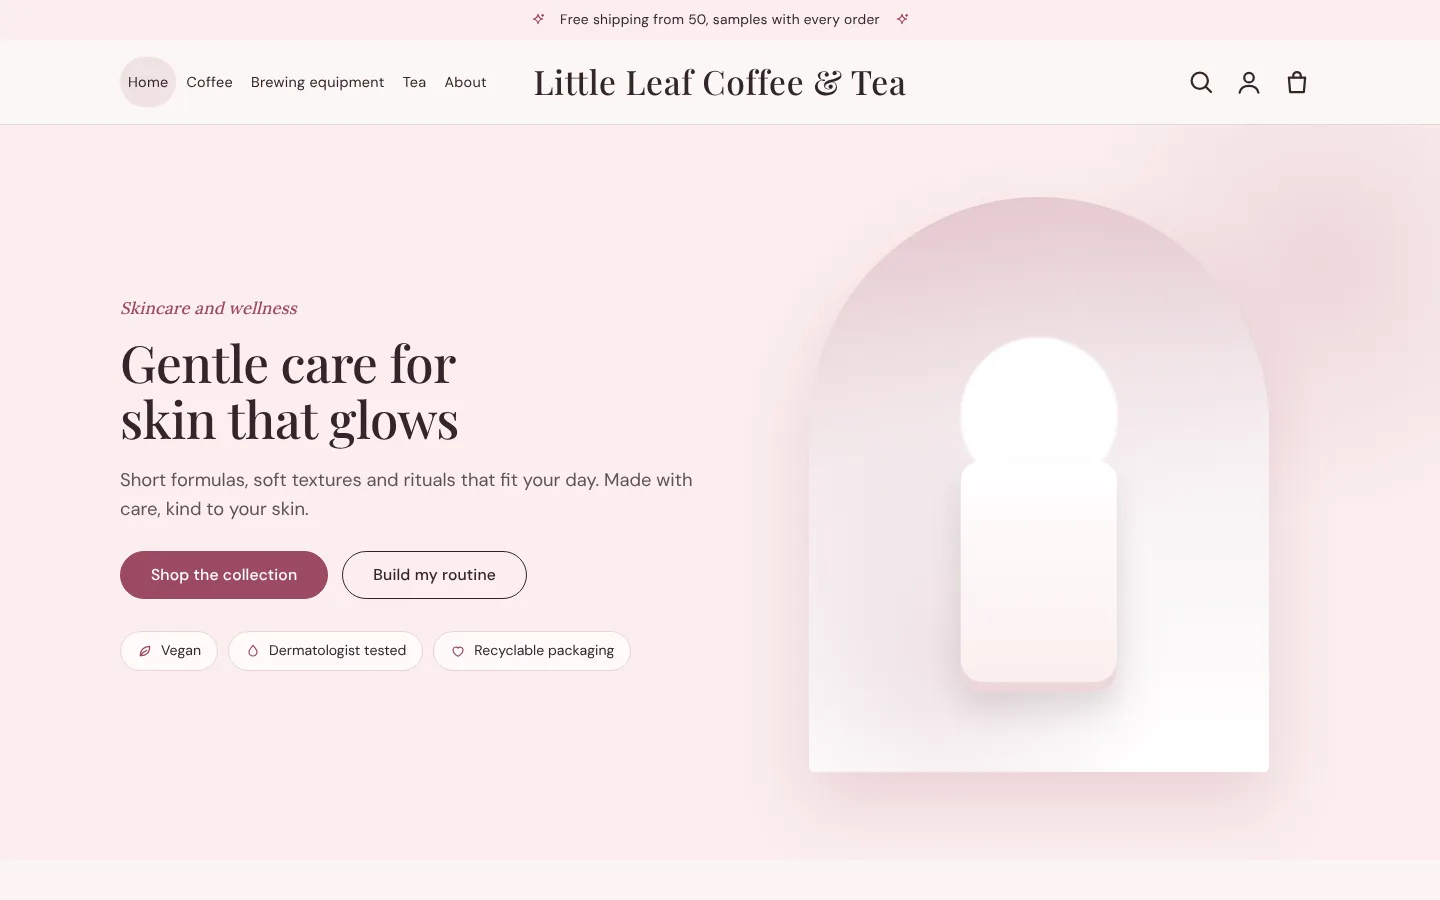 Free shipping from 50, samples with every order
Home
Coffee
Brewing equipment
Tea
About
Little Leaf Coffee & Tea
Skincare and wellness
Gentle care for
skin that glows
Short formulas, soft textures and rituals that fit your day. Made with
care, kind to your skin.
Shop the collection
Build my routine
Vegan
Dermatologist tested
Recyclable packaging